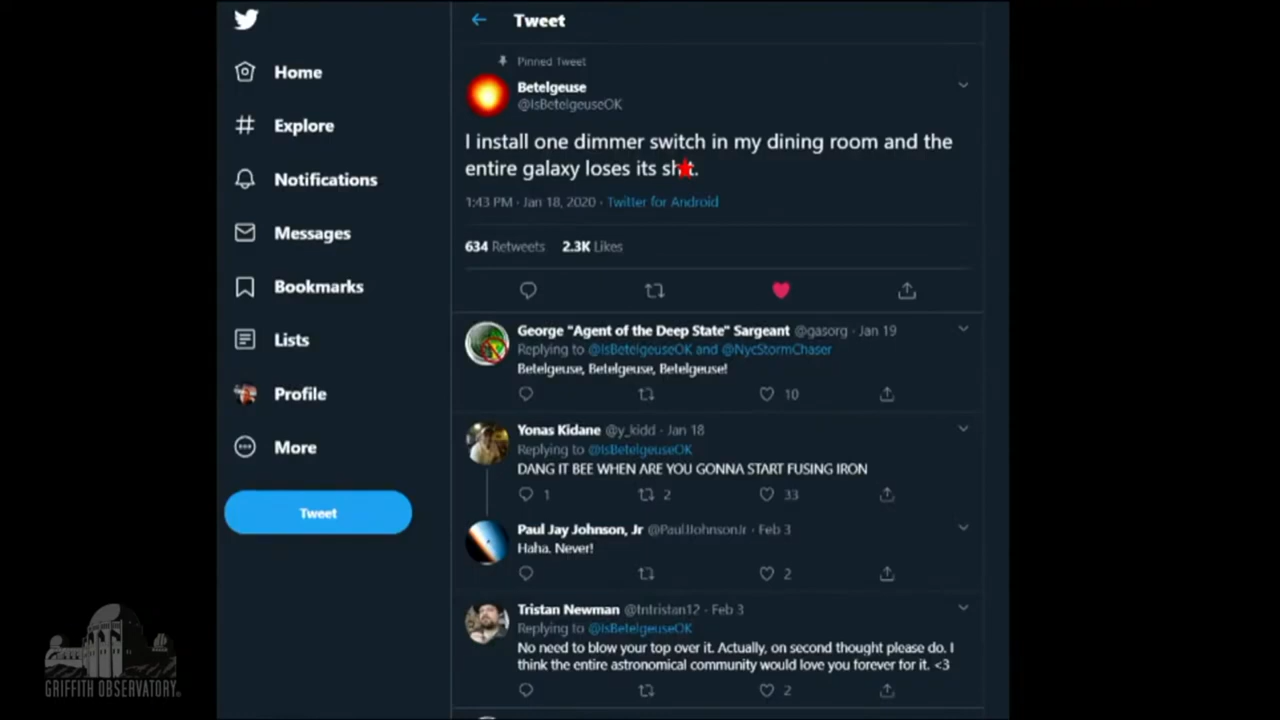 Tweet
Home
Explore
Notifications
Messages
Bookmarks
Lists
Profile
More
Tweet
Pinned Tweet
Betelgeuse
@IsBetelgeuseOK
I install one dimmer switch in my dining room and the
entire galaxy loses its sh★t.
1:43 PM · Jan 18, 2020 · Twitter for Android
634 Retweets 2.3K Likes
George "Agent of the Deep State" Sargeant @gasorg · Jan 19
Replying to @IsBetelgeuseOK and @NycStormChaser
Betelgeuse, Betelgeuse, Betelgeuse!
10
Yonas Kidane @y_kidd · Jan 18
Replying to @IsBetelgeuseOK
DANG IT BEE WHEN ARE YOU GONNA START FUSING IRON
1 2 33
Paul Jay Johnson, Jr @PaulJJohnsonJr · Feb 3
Haha. Never!
2
Tristan Newman @tntristan12 · Feb 3
Replying to @IsBetelgeuseOK
No need to blow your top over it. Actually, on second thought please do. I
think the entire astronomical community would love you forever for it. <3
2
GRIFFITH OBSERVATORY